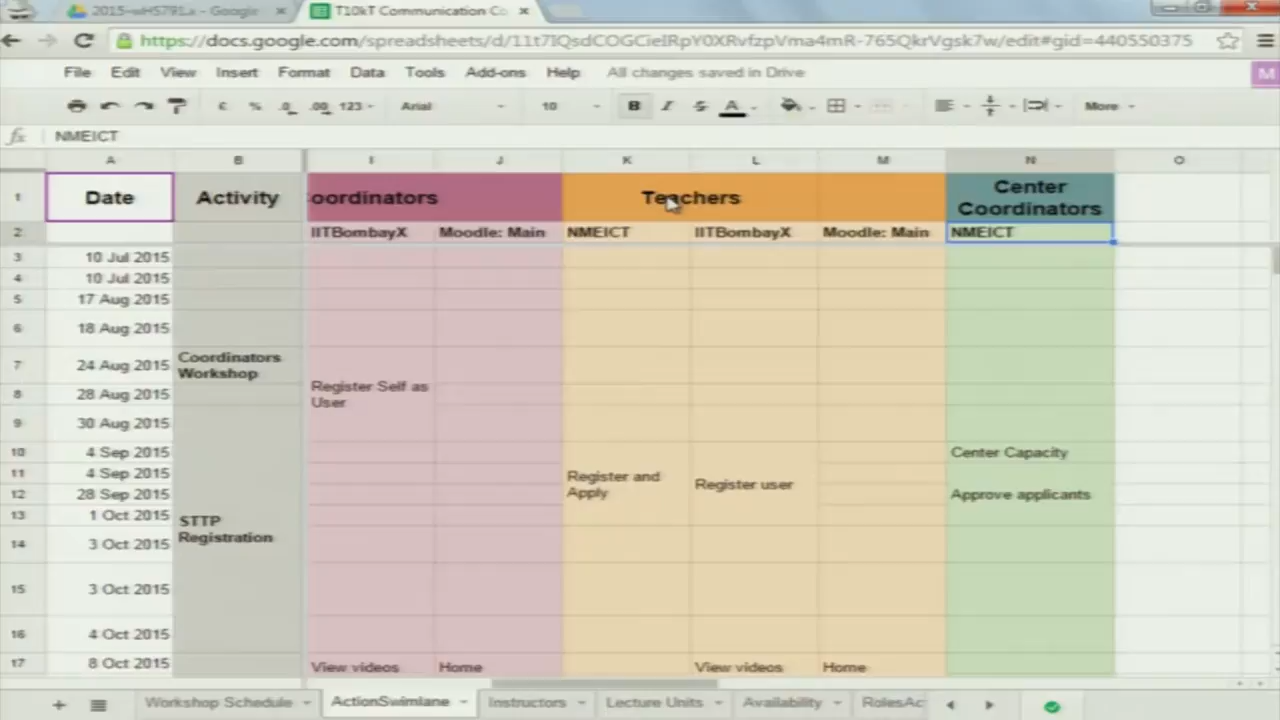 2015-wHS791.x - Google
T10kT Communication Co
https://docs.google.com/spreadsheets/d/11t7IQsdCOGCielRpY0XRvfzpVma4mR-765QkrVgsk7w/edit#gid=440550375
File Edit View Insert Format Data Tools Add-ons Help All changes saved in Drive M
€ % .0 .00 123 Arial 10 B I S A More
fx NMEICT
A B I J K L M N O
1 Date Activity oordinators Teachers Center
Coordinators
2 IITBombayX Moodle: Main NMEICT IITBombayX Moodle: Main NMEICT
3 10 Jul 2015
4 10 Jul 2015
5 17 Aug 2015
6 18 Aug 2015
7 24 Aug 2015 Coordinators
Workshop
8 28 Aug 2015 Register Self as
User
9 30 Aug 2015
10 4 Sep 2015 Center Capacity
11 4 Sep 2015 Register and
Apply Register user
12 28 Sep 2015 Approve applicants
13 1 Oct 2015 STTP
Registration
14 3 Oct 2015
15 3 Oct 2015
16 4 Oct 2015
17 8 Oct 2015 View videos Home View videos Home
+ Workshop Schedule ActionSwimlane Instructors Lecture Units Availability RolesAc